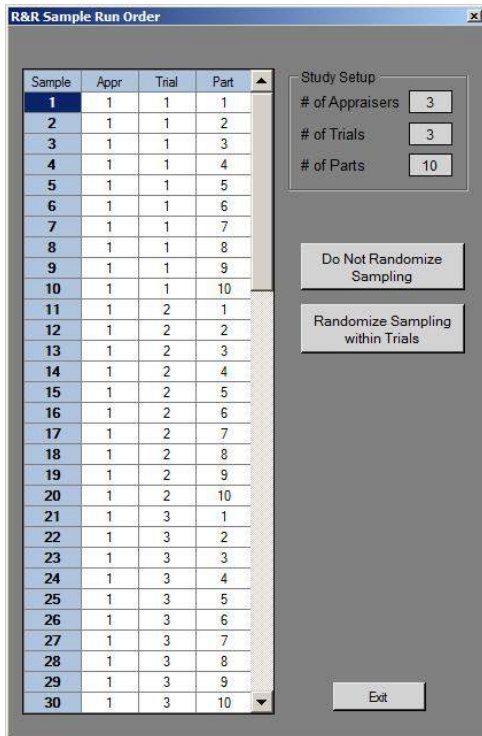 R&R Sample Run Order
Sample Appr Trial Part
1 1 1 1
2 1 1 2
3 1 1 3
4 1 1 4
5 1 1 5
6 1 1 6
7 1 1 7
8 1 1 8
9 1 1 9
10 1 1 10
11 1 2 1
12 1 2 2
13 1 2 3
14 1 2 4
15 1 2 5
16 1 2 6
17 1 2 7
18 1 2 8
19 1 2 9
20 1 2 10
21 1 3 1
22 1 3 2
23 1 3 3
24 1 3 4
25 1 3 5
26 1 3 6
27 1 3 7
28 1 3 8
29 1 3 9
30 1 3 10
Study Setup
# of Appraisers 3
# of Trials 3
# of Parts 10
Do Not Randomize
Sampling
Randomize Sampling
within Trials
Exit